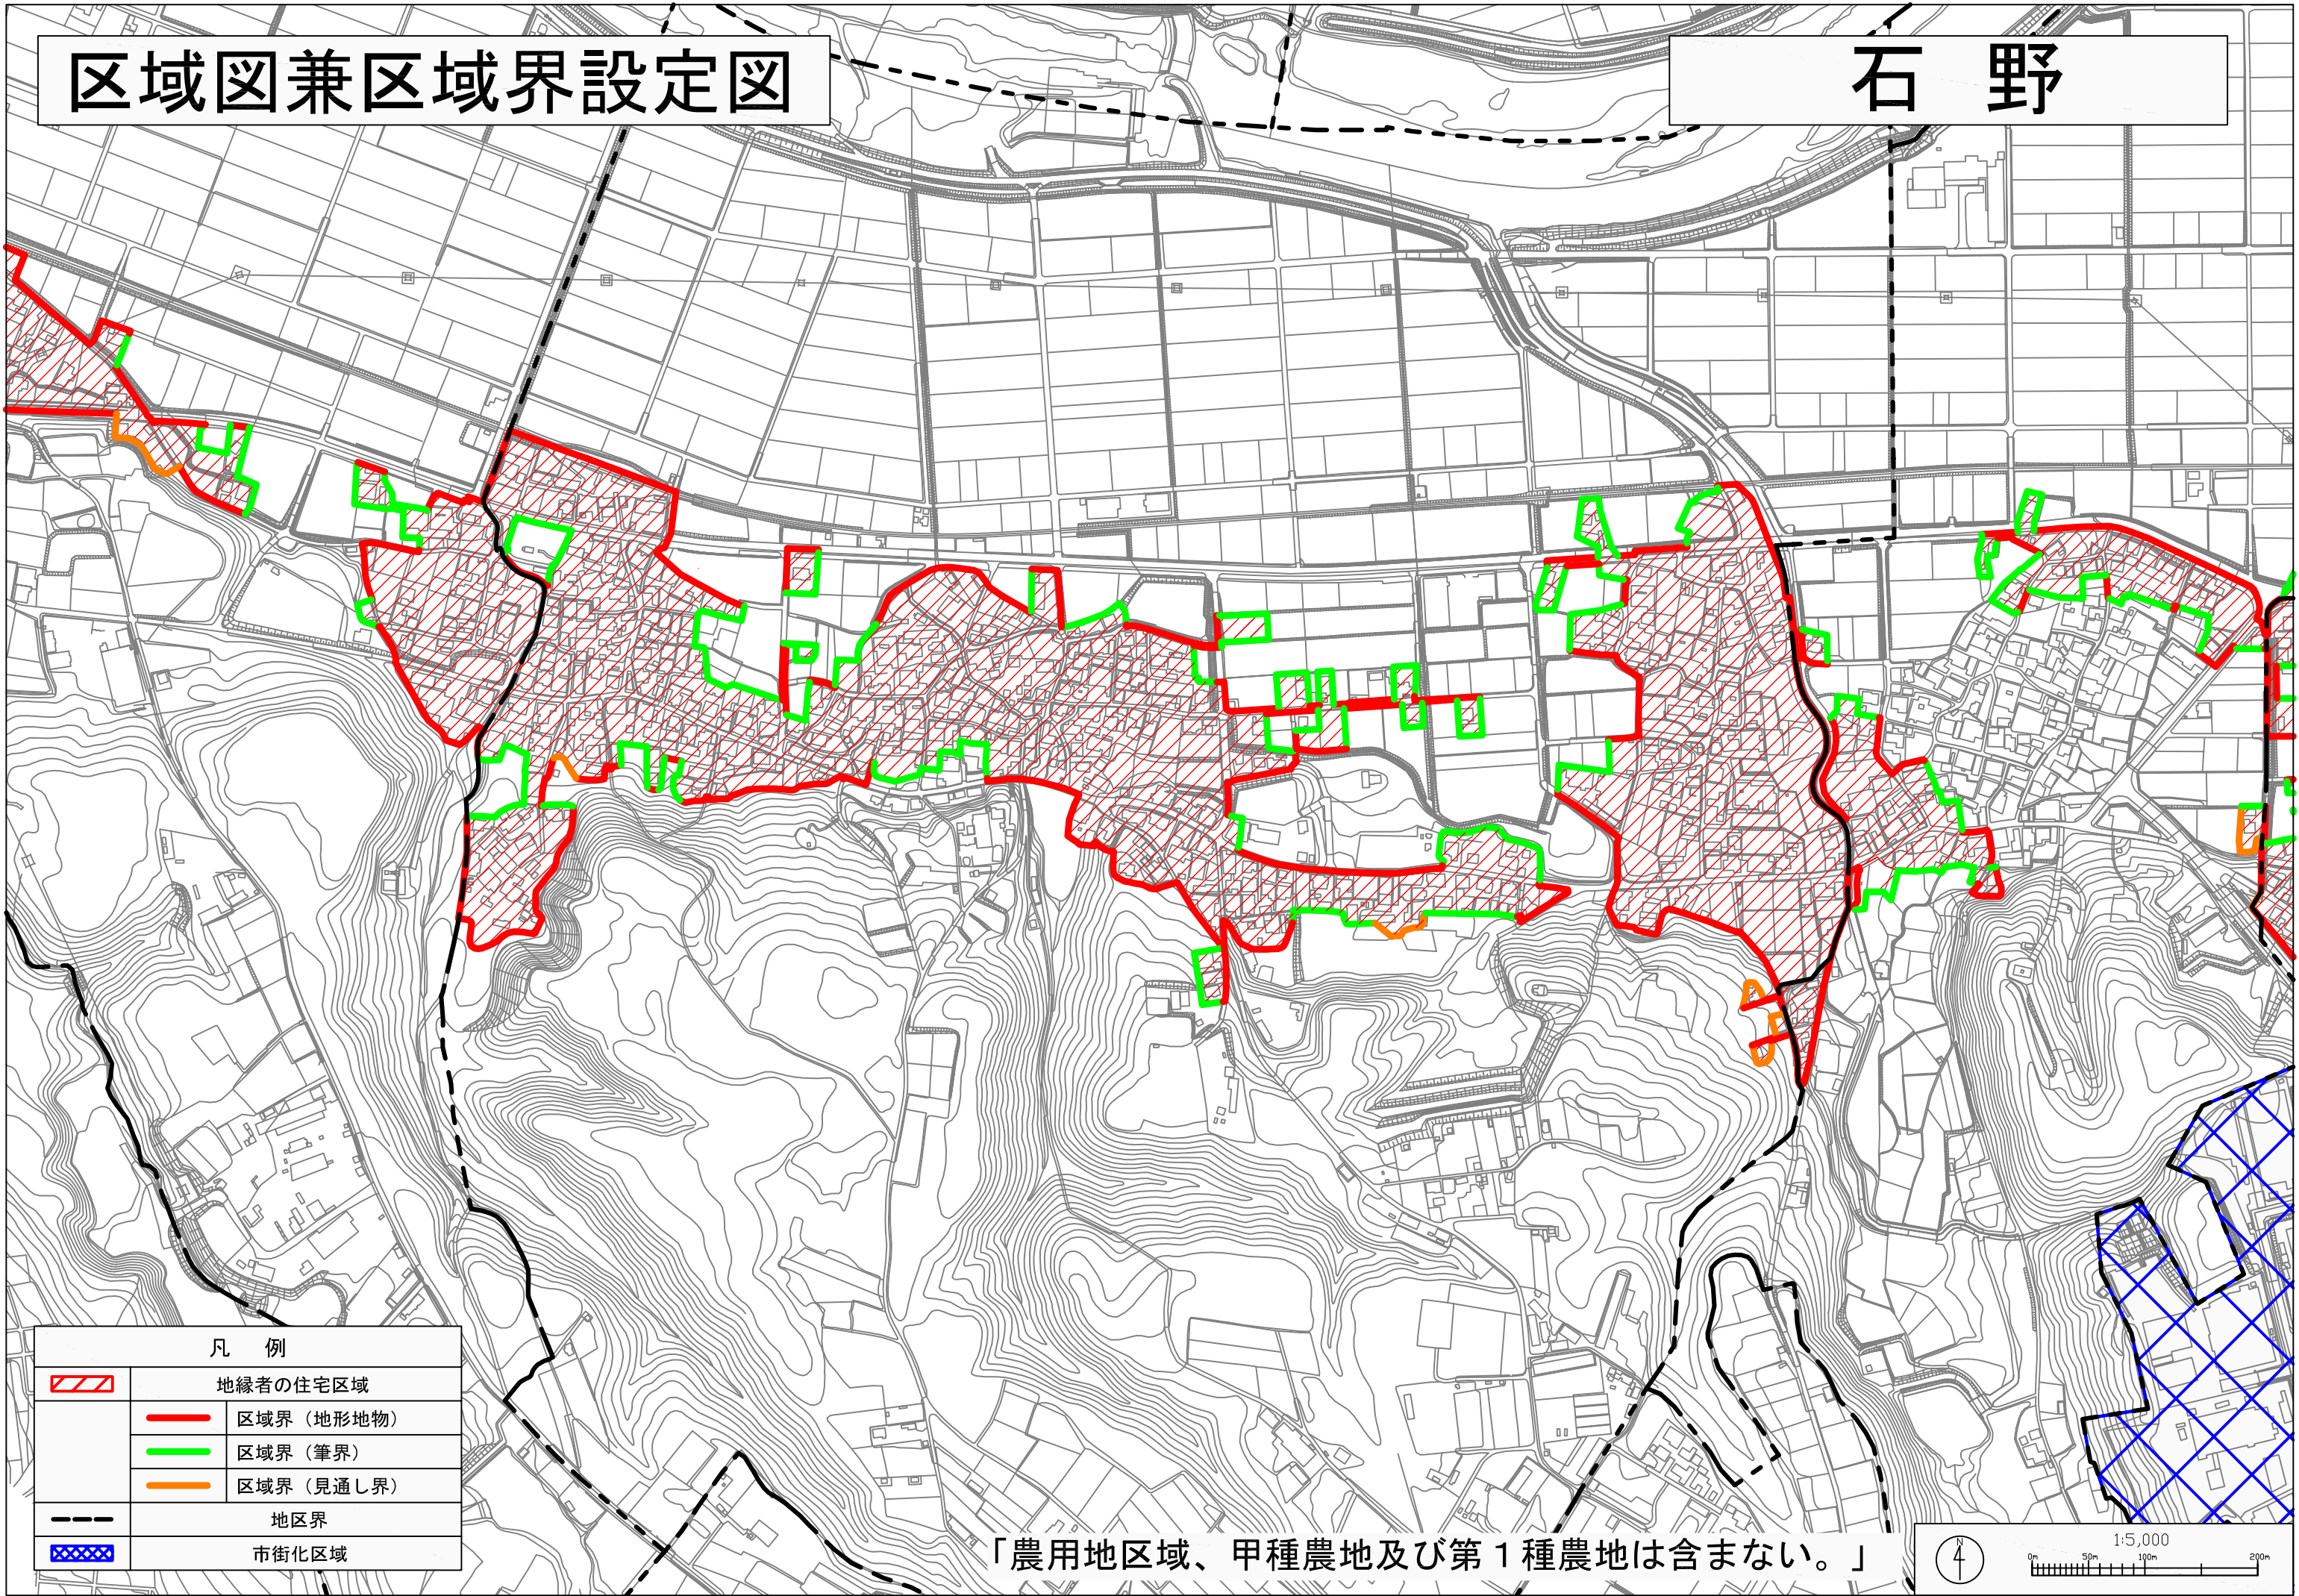 区域図兼区域界設定図
石 野
凡 例
地縁者の住宅区域
区域界（地形地物）
区域界（筆界）
区域界（見通し界）
地区界
市街化区域
「農用地区域、甲種農地及び第１種農地は含まない。」
N
1:5,000
0m 50m 100m 200m